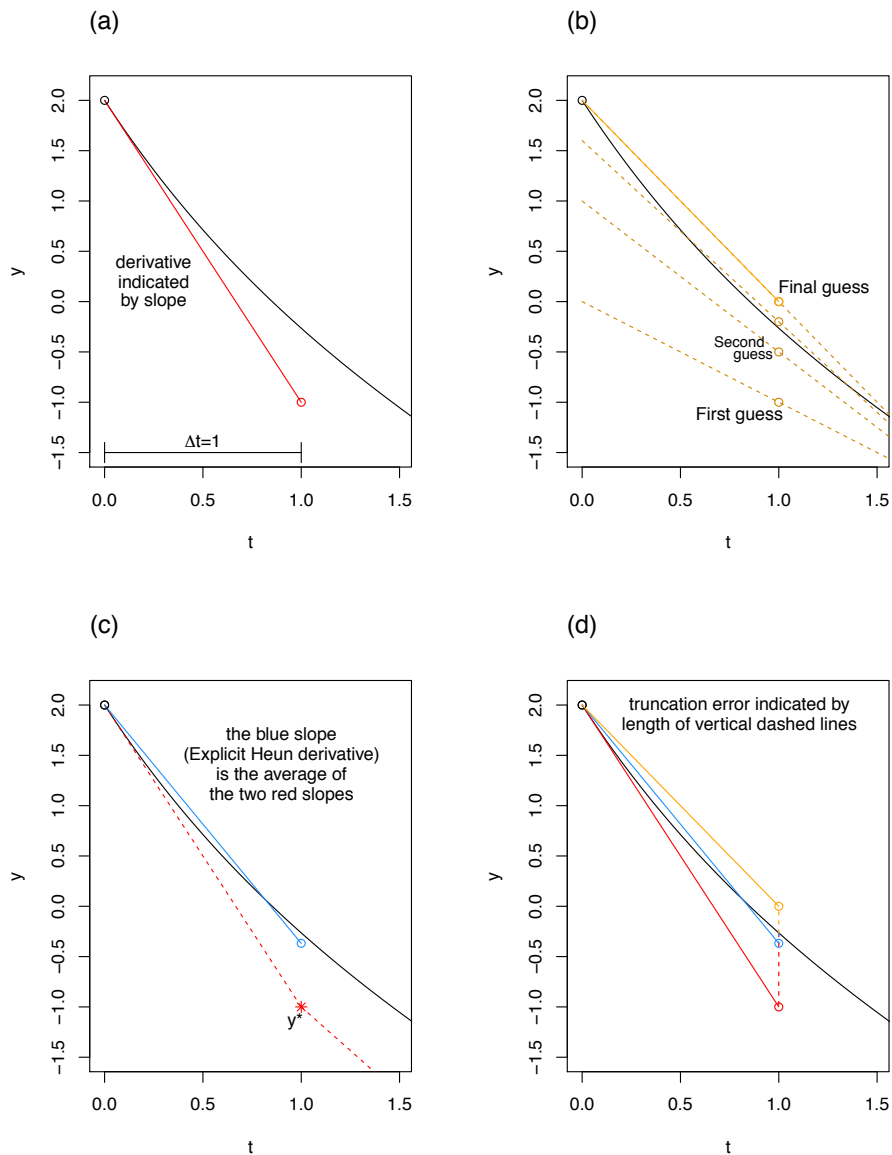 (a)
2.0
1.5
1.0
0.5
0.0
−0.5
−1.0
−1.5
y
derivative
indicated
by slope
Δt=1
0.0 0.5 1.0 1.5
t
(b)
2.0
1.5
1.0
0.5
0.0
−0.5
−1.0
−1.5
y
Final guess
Second
guess
First guess
0.0 0.5 1.0 1.5
t
(c)
2.0
1.5
1.0
0.5
0.0
−0.5
−1.0
−1.5
y
the blue slope
(Explicit Heun derivative)
is the average of
the two red slopes
y*
0.0 0.5 1.0 1.5
t
(d)
2.0
1.5
1.0
0.5
0.0
−0.5
−1.0
−1.5
y
truncation error indicated by
length of vertical dashed lines
0.0 0.5 1.0 1.5
t